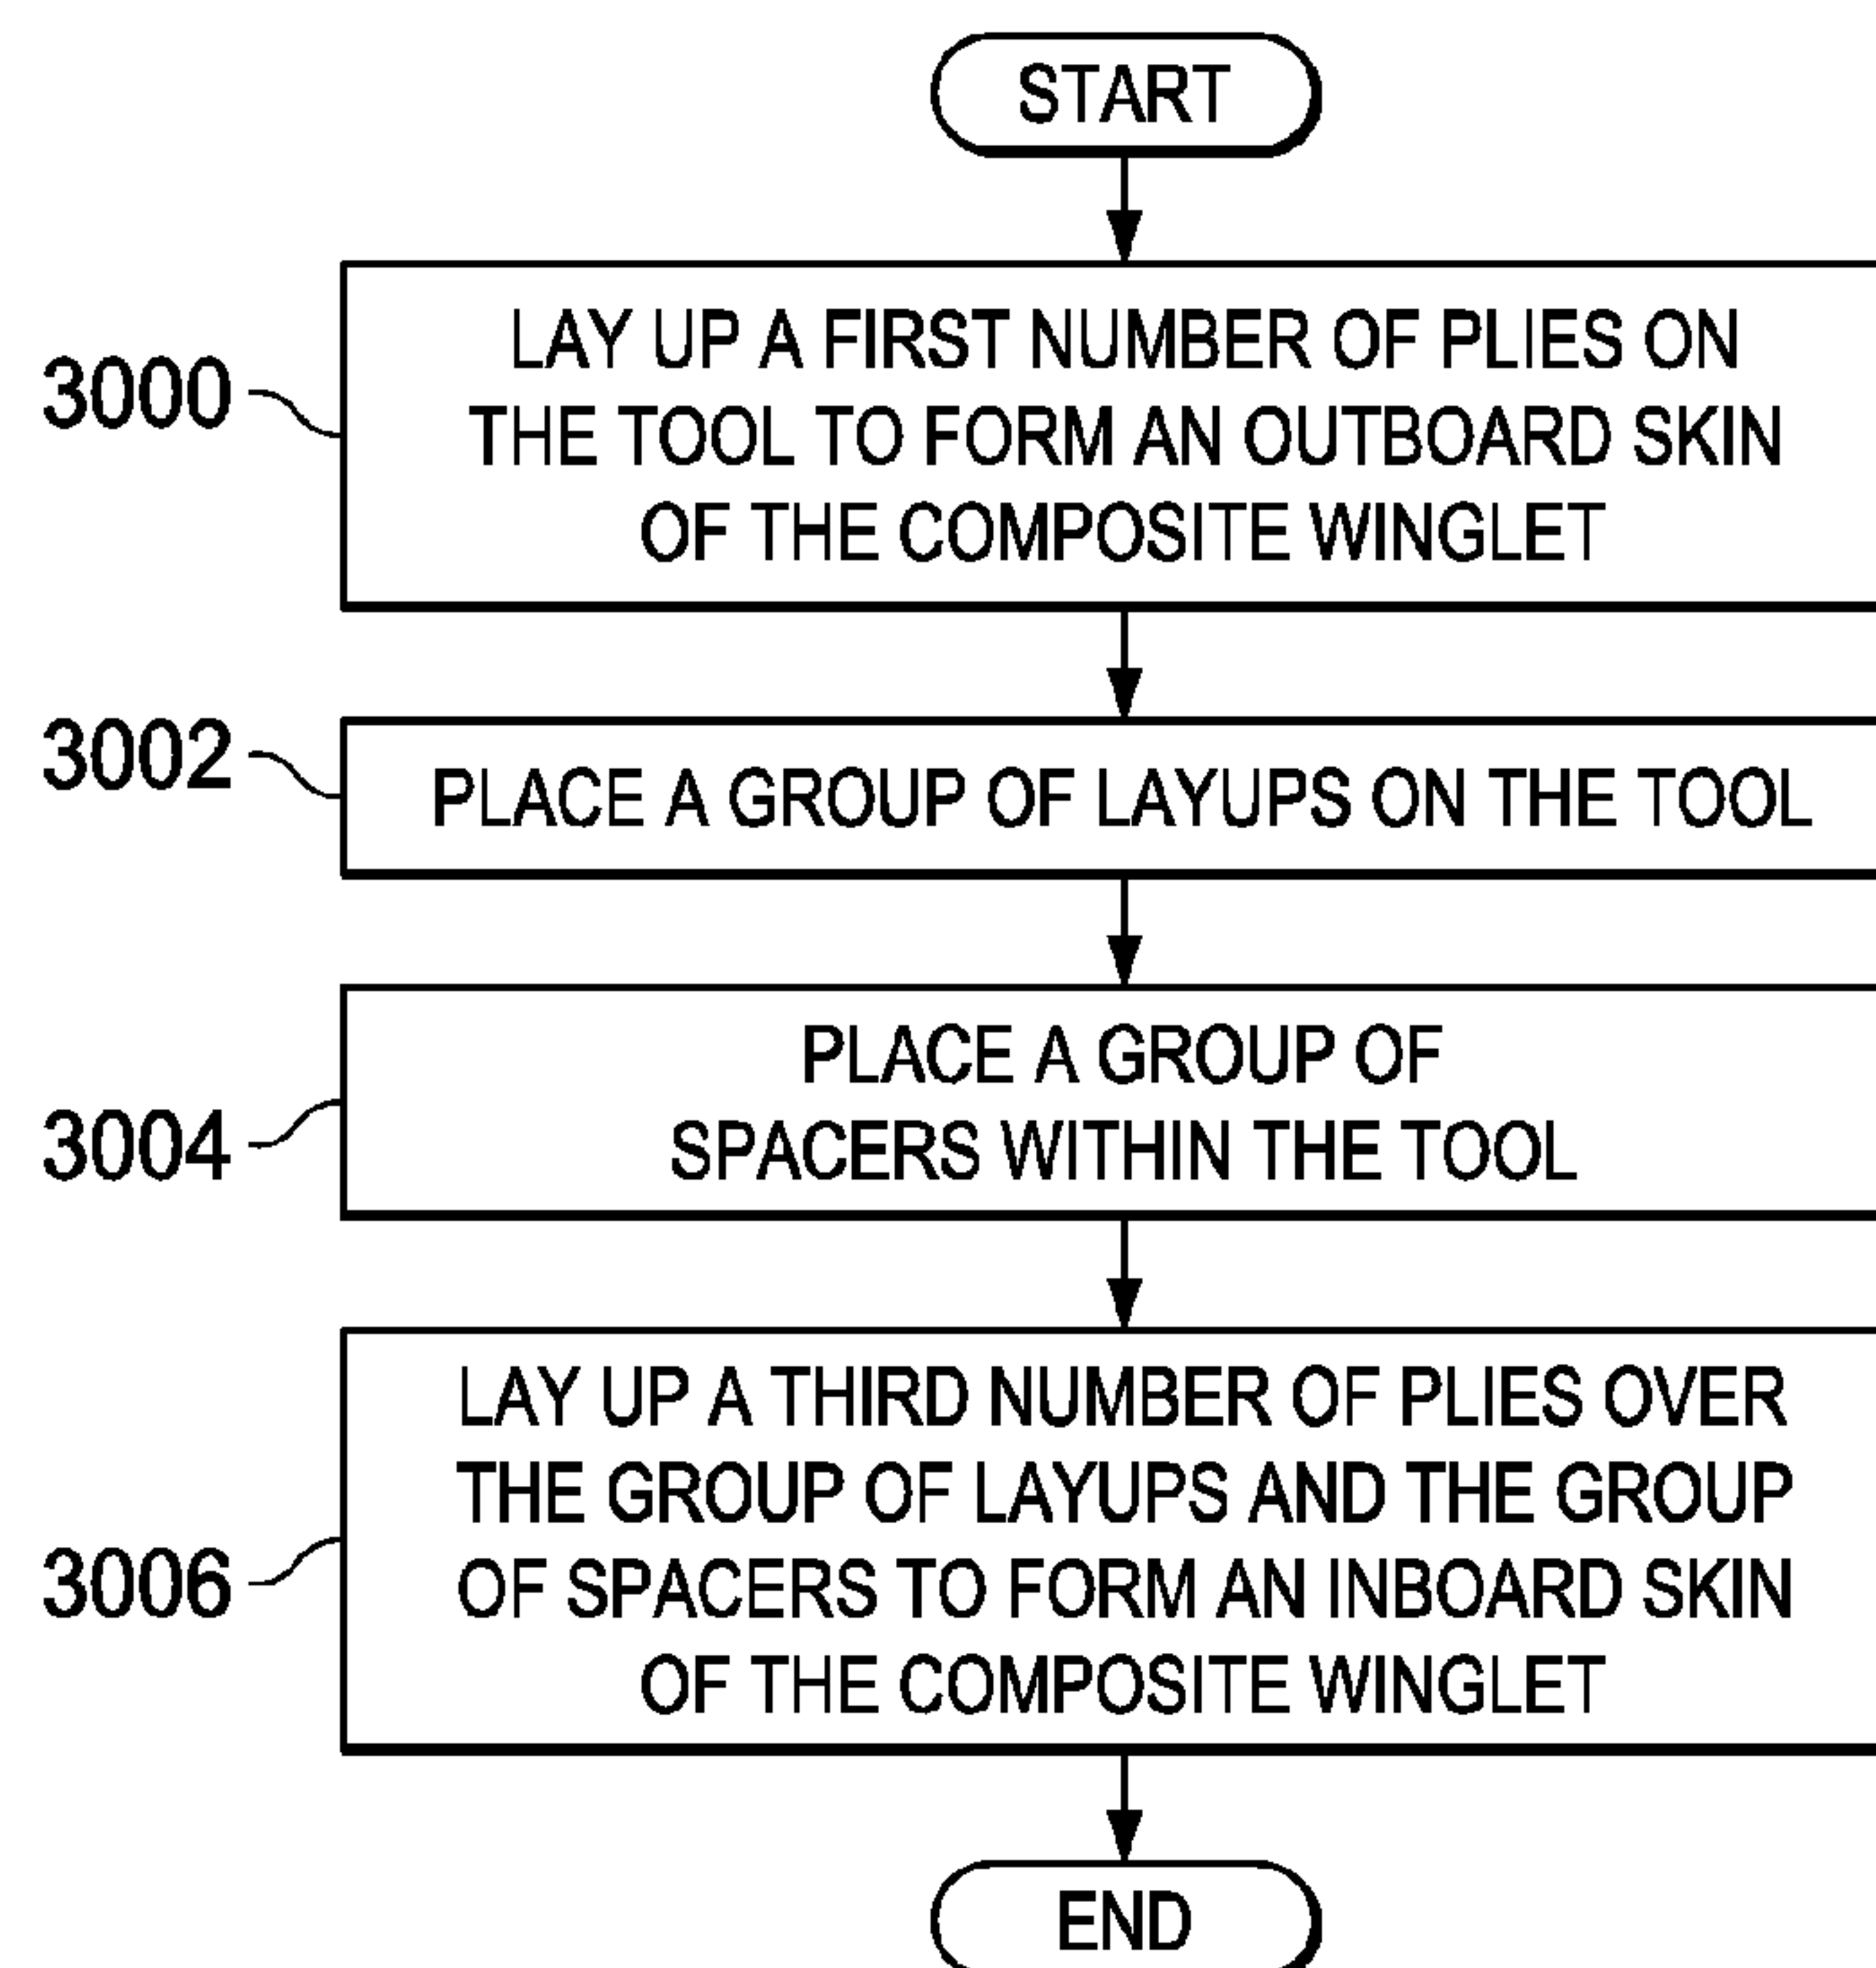 START
3000
LAY UP A FIRST NUMBER OF PLIES ON
THE TOOL TO FORM AN OUTBOARD SKIN
OF THE COMPOSITE WINGLET
3002
PLACE A GROUP OF LAYUPS ON THE TOOL
3004
PLACE A GROUP OF
SPACERS WITHIN THE TOOL
3006
LAY UP A THIRD NUMBER OF PLIES OVER
THE GROUP OF LAYUPS AND THE GROUP
OF SPACERS TO FORM AN INBOARD SKIN
OF THE COMPOSITE WINGLET
END